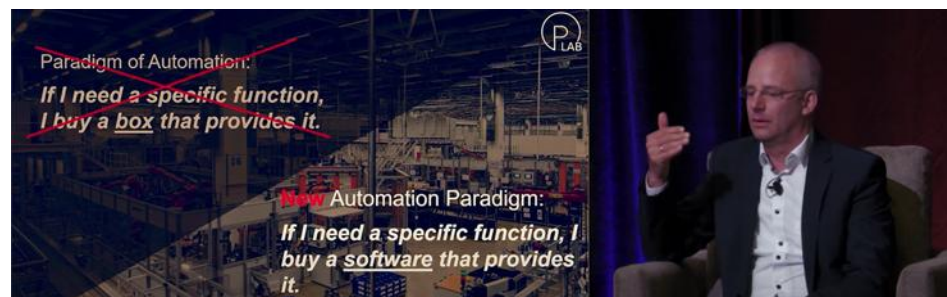 P
LAB
Paradigm of Automation:
If I need a specific function,
I buy a box that provides it.
New Automation Paradigm:
If I need a specific function, I
buy a software that provides
it.